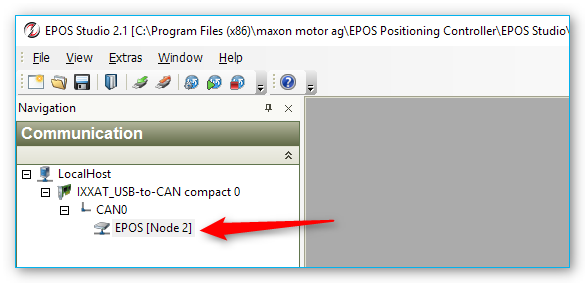 EPOS Studio 2.1 [C:\Program Files (x86)\maxon motor ag\EPOS Positioning Controller\EPOS Studio\
File View Extras Window Help
Navigation
Communication
LocalHost
IXXAT_USB-to-CAN compact 0
CAN0
EPOS [Node 2]